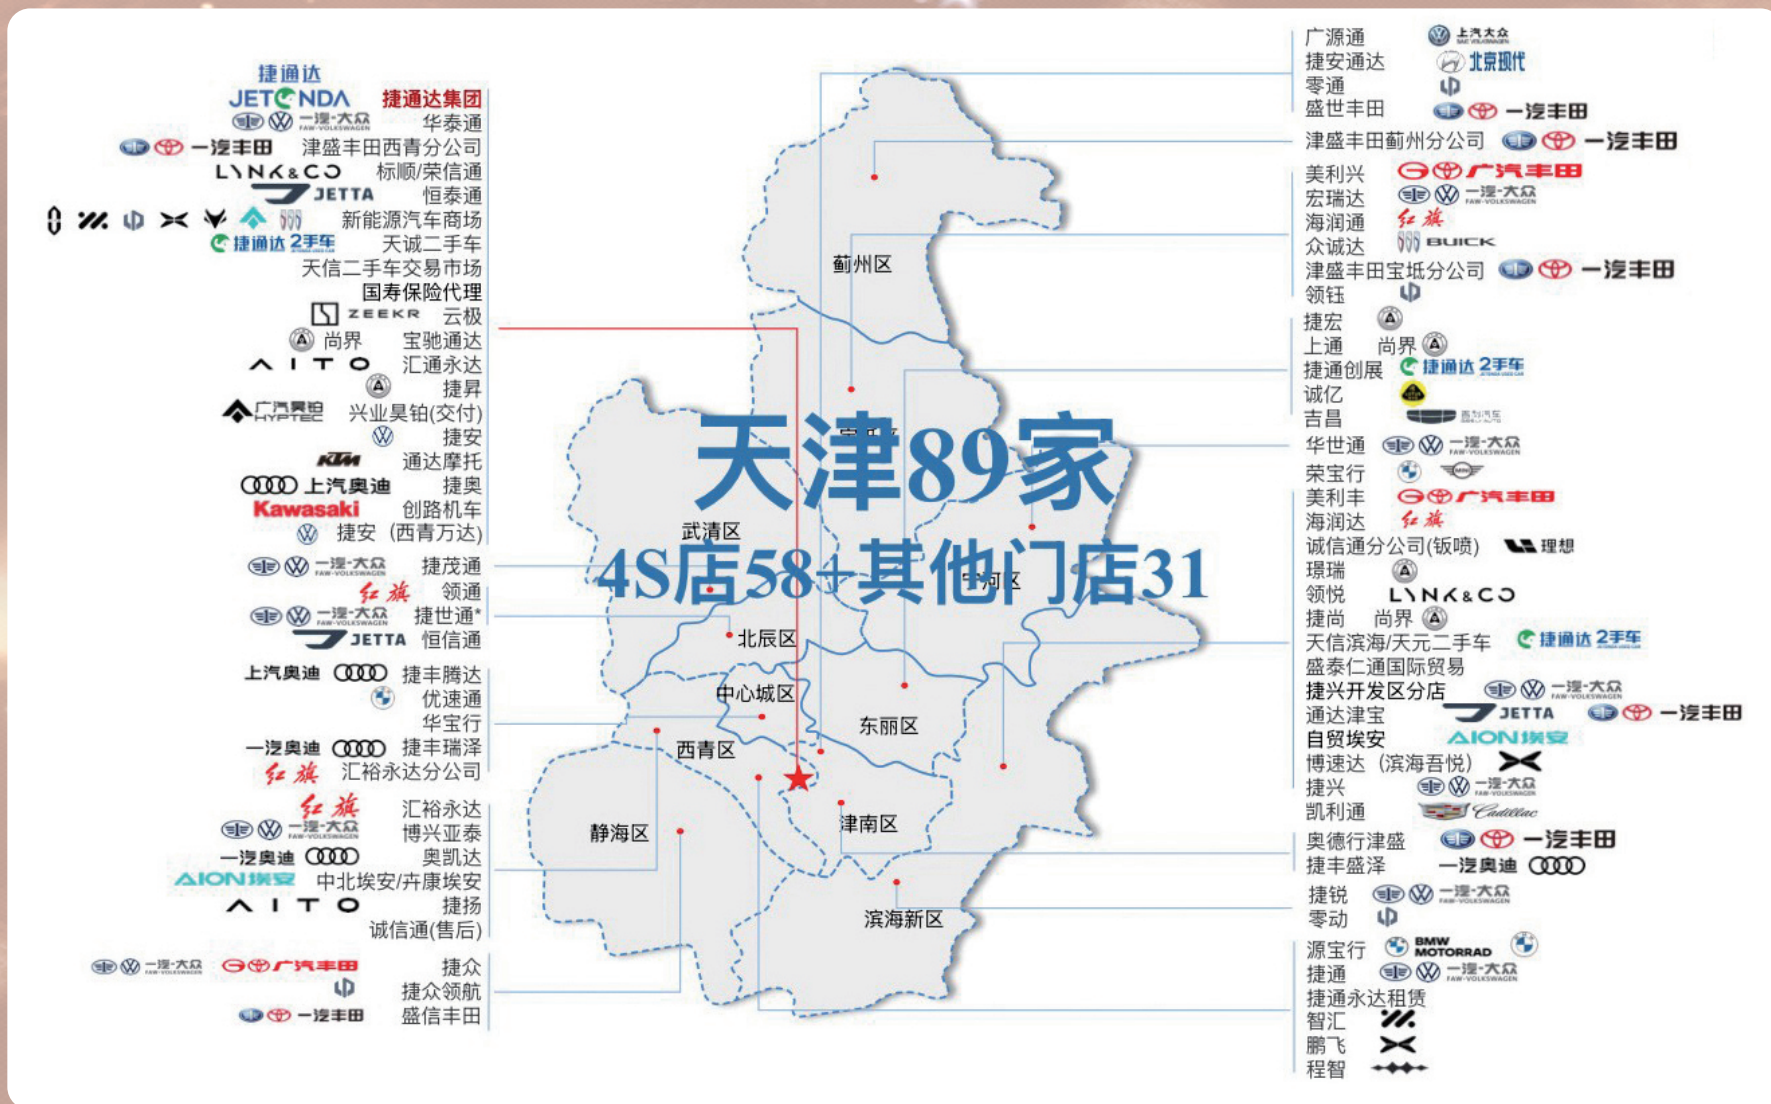 捷通达
JETONDA 捷通达集团
一汽-大众 FAW-VOLKSWAGEN 华泰通
一汽丰田 津盛丰田西青分公司
LYNK&CO 标顺/荣信通
JETTA 恒泰通
新能源汽车商场
捷通达 2手车 天诚二手车
天信二手车交易市场
国寿保险代理
ZEEKR 云极
尚界 宝驰通达
AITO 汇通永达
捷昇
广汽昊铂 HYPTEC 兴业昊铂(交付)
捷安
KTM 通达摩托
上汽奥迪 捷奥
Kawasaki 创路机车
捷安（西青万达）
一汽-大众 FAW-VOLKSWAGEN 捷茂通
红旗 领通
一汽-大众 FAW-VOLKSWAGEN 捷世通*
JETTA 恒信通
上汽奥迪 捷丰腾达
优速通
华宝行
一汽奥迪 捷丰瑞泽
红旗 汇裕永达分公司
红旗 汇裕永达
一汽-大众 FAW-VOLKSWAGEN 博兴亚泰
一汽奥迪 奥凯达
AION埃安 中北埃安/卉康埃安
AITO 捷扬
诚信通(售后)
一汽-大众 FAW-VOLKSWAGEN 广汽丰田 捷众
捷众领航
一汽丰田 盛信丰田
蓟州区
天津89家
武清区
4S店58+其他门店31
宁河区
北辰区
中心城区
东丽区
西青区
津南区
静海区
滨海新区
广源通 上汽大众
捷安通达 北京现代
零通
盛世丰田 一汽丰田
津盛丰田蓟州分公司 一汽丰田
美利兴 广汽丰田
宏瑞达 一汽-大众 FAW-VOLKSWAGEN
海润通 红旗
众诚达 BUICK
津盛丰田宝坻分公司 一汽丰田
领钰
捷宏
上通 尚界
捷通创展 捷通达 2手车
诚亿
吉昌
华世通 一汽-大众 FAW-VOLKSWAGEN
荣宝行 MINI
美利丰 广汽丰田
海润达 红旗
诚信通分公司(钣喷) 理想
璟瑞
领悦 LYNK&CO
捷尚 尚界
天信滨海/天元二手车 捷通达 2手车
盛泰仁通国际贸易
捷兴开发区分店 一汽-大众 FAW-VOLKSWAGEN
通达津宝 JETTA 一汽丰田
自贸埃安 AION埃安
博速达（滨海吾悦）
捷兴 一汽-大众 FAW-VOLKSWAGEN
凯利通 Cadillac
奥德行津盛 一汽丰田
捷丰盛泽 一汽奥迪
捷锐 一汽-大众 FAW-VOLKSWAGEN
零动
源宝行 BMW MOTORRAD
捷通 一汽-大众 FAW-VOLKSWAGEN
捷通永达租赁
智汇
鹏飞
程智